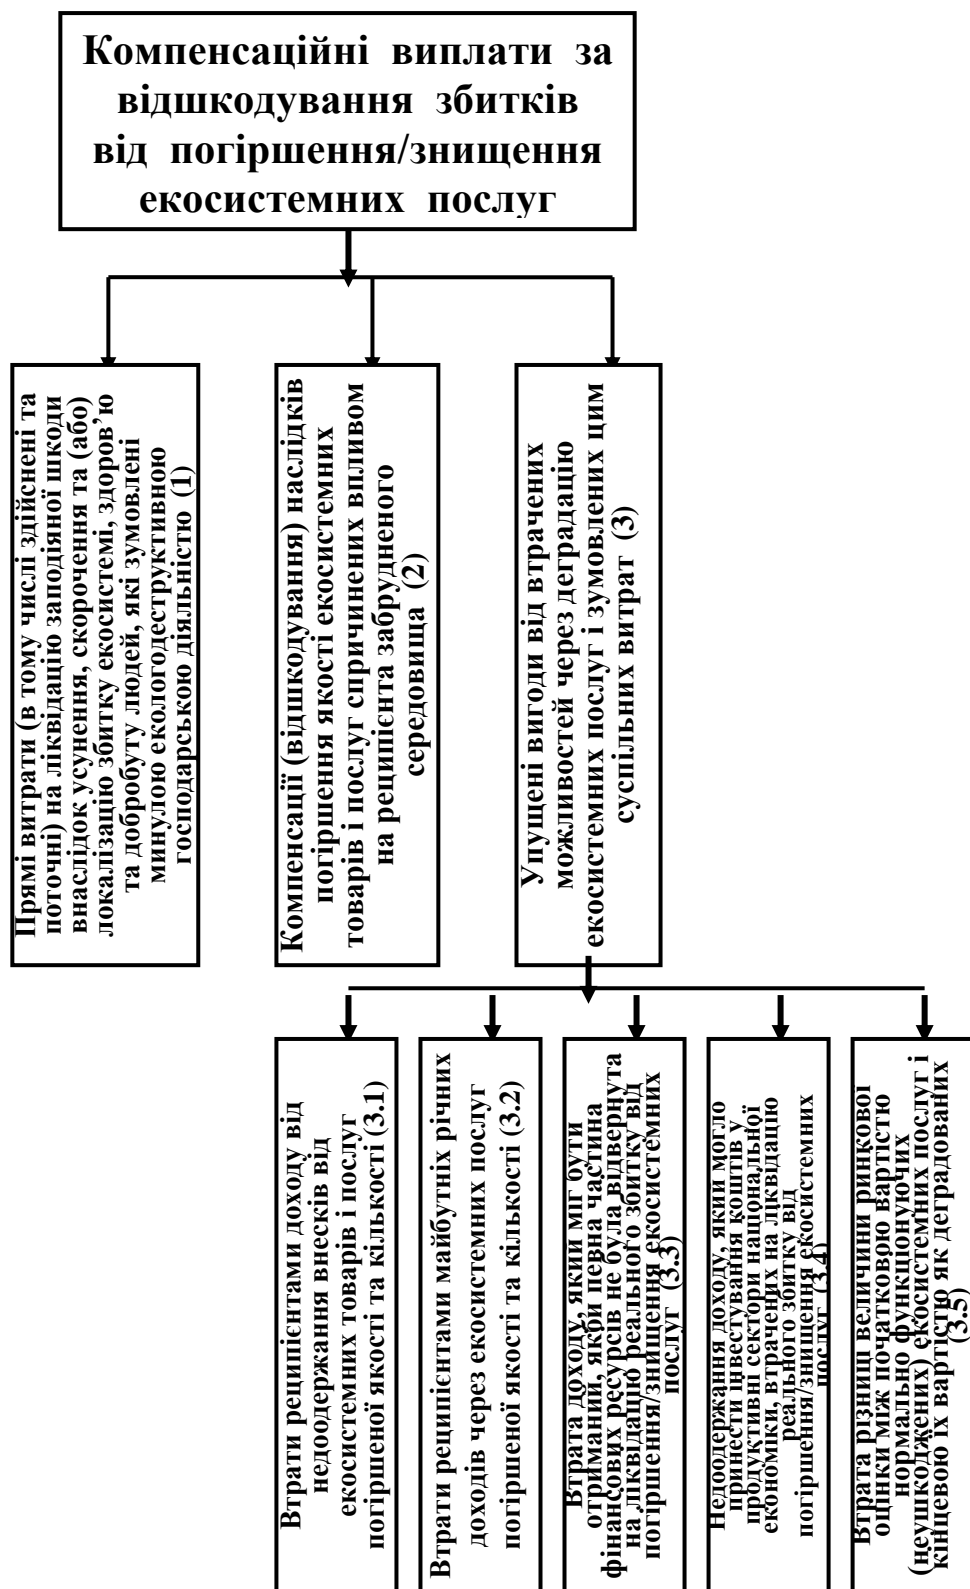 Компенсаційні виплати за
відшкодування збитків
від погіршення/знищення
екосистемних послуг
Прямі витрати (в тому числі здійснені та
поточні) на ліквідацію заподіяної шкоди
внаслідок усунення, скорочення та (або)
локалізацію збитку екосистемі, здоров’ю
та добробуту людей, які зумовлені
минулою екологодеструктивною
господарською діяльністю (1)
Компенсації (відшкодування) наслідків
погіршення якості екосистемних
товарів і послуг спричинених впливом
на реципієнта забрудненого
середовища (2)
Упущені вигоди від втрачених
можливостей через деградацію
екосистемних послуг і зумовлених цим
суспільних витрат (3)
Втрати реципієнтами доходу від
недоодержання внесків від
екосистемних товарів і послуг
погіршеної якості та кількості (3.1)
Втрати реципієнтами майбутніх річних
доходів через екосистемних послуг
погіршеної якості та кількості (3.2)
Втрата доходу, який міг бути
отриманий, якби певна частина
фінансових ресурсів не була відвернута
на ліквідацію реального збитку від
погіршення/знищення екосистемних
послуг (3.3)
Недоодержання доходу, який могло
принести інвестування коштів у
продуктивні сектори національної
економіки, втрачених на ліквідацію
реального збитку від
погіршення/знищення екосистемних
послуг (3.4)
Втрата різниці величини ринкової
оцінки між початковою вартістю
нормально функціонуючих
(неушкоджених) екосистемних послуг і
кінцевою їх вартістю як деградованих
(3.5)